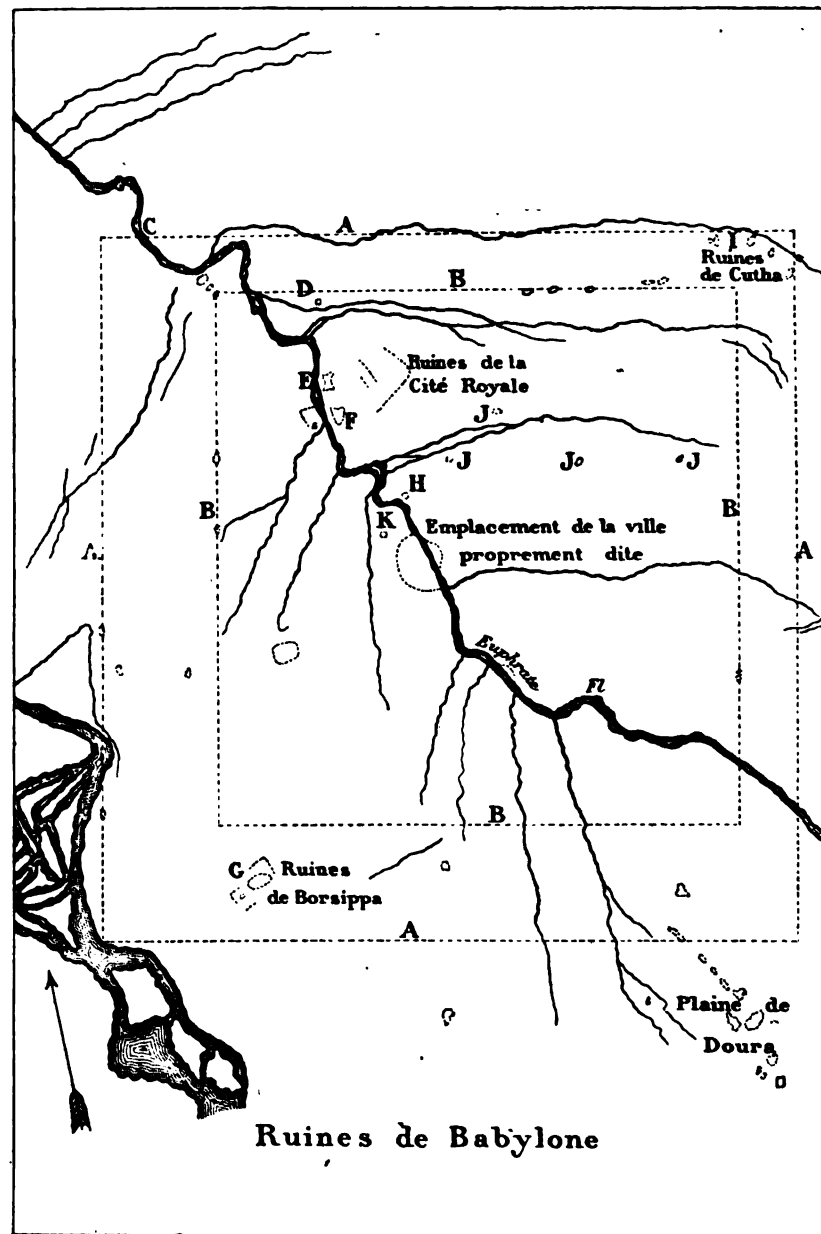 C
A
I
Ruines
de Cutha
D
B
Ruines de la
E
Cité Royale
F
J
J
J
J
H
B
K
B
Emplacement de la ville
proprement dite
A
A
Euphrate Fl
B
G
Ruines
de Borsippa
A
Plaine de
Doura
Ruines de Babylone